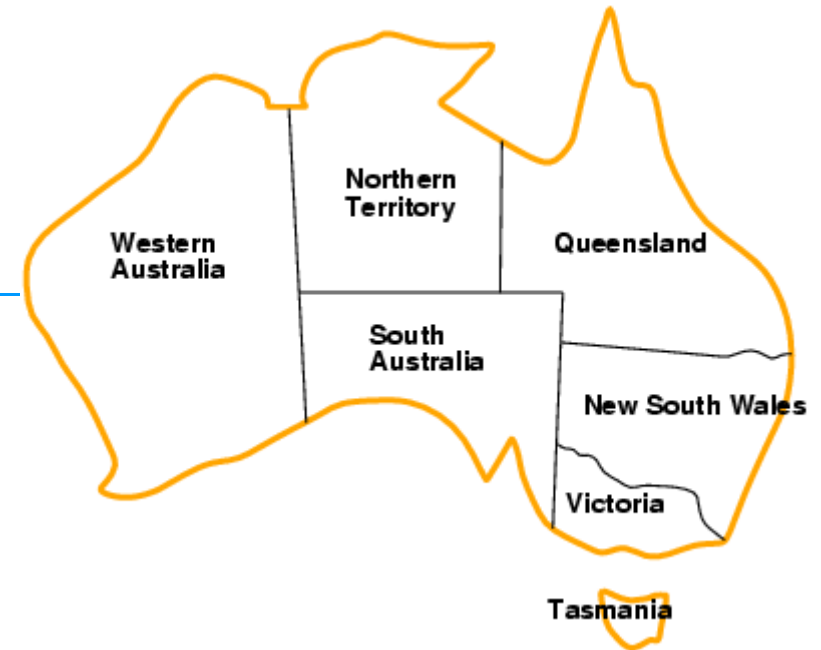 Northern
Territory
Western
Australia
Queensland
South
Australia
New South Wales
Victoria
Tasmania